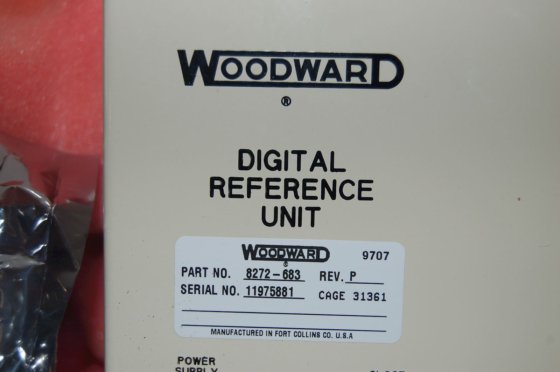 WOODWARD
®
DIGITAL
REFERENCE
UNIT
WOODWARD 9707
®
PART NO. 8272-683 REV. P
SERIAL NO. 11975881 CAGE 31361
MANUFACTURED IN FORT COLLINS CO. U.S.A
POWER
SUPPLY